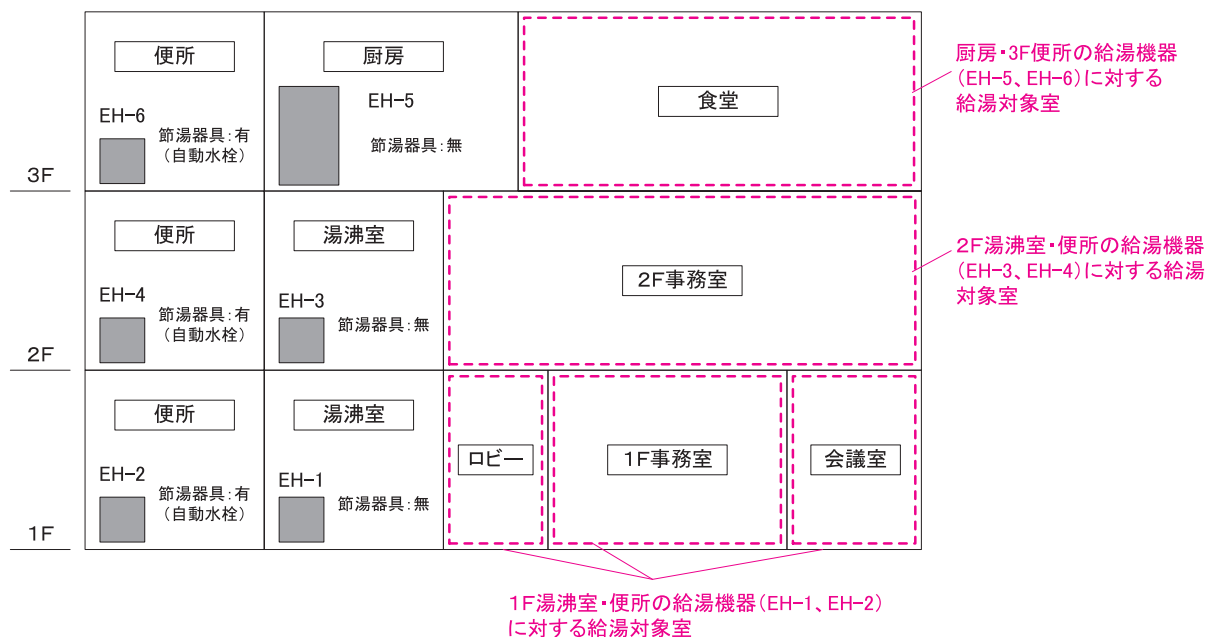 便所
厨房
食堂
EH-6
節湯器具:有
(自動水栓)
EH-5
節湯器具:無
厨房・3F便所の給湯機器
(EH-5、EH-6)に対する
給湯対象室
3F
便所
湯沸室
2F事務室
EH-4
節湯器具:有
(自動水栓)
EH-3
節湯器具:無
2F湯沸室・便所の給湯機器
(EH-3、EH-4)に対する給湯
対象室
2F
便所
湯沸室
ロビー
1F事務室
会議室
EH-2
節湯器具:有
(自動水栓)
EH-1
節湯器具:無
1F
1F湯沸室・便所の給湯機器(EH-1、EH-2)
に対する給湯対象室